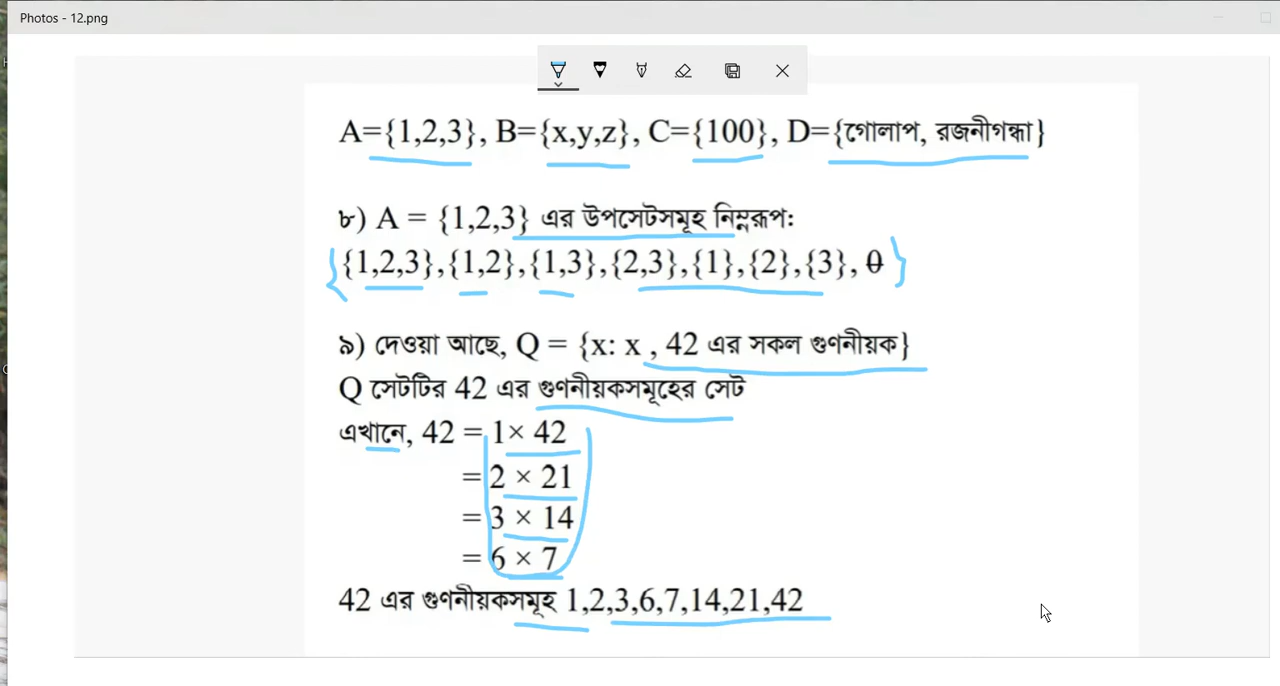 Photos - 12.png
A={1,2,3}, B={x,y,z}, C={100}, D={গোলাপ, রজনীগন্ধা}
৮) A = {1,2,3} এর উপসেটসমূহ নিম্নরূপঃ
{1,2,3},{1,2},{1,3},{2,3},{1},{2},{3}, θ
৯) দেওয়া আছে, Q = {x: x , 42 এর সকল গুণনীয়ক}
Q সেটটির 42 এর গুণনীয়কসমূহের সেট
এখানে, 42 = 1× 42
= 2 × 21
= 3 × 14
= 6 × 7
42 এর গুণনীয়কসমূহ 1,2,3,6,7,14,21,42